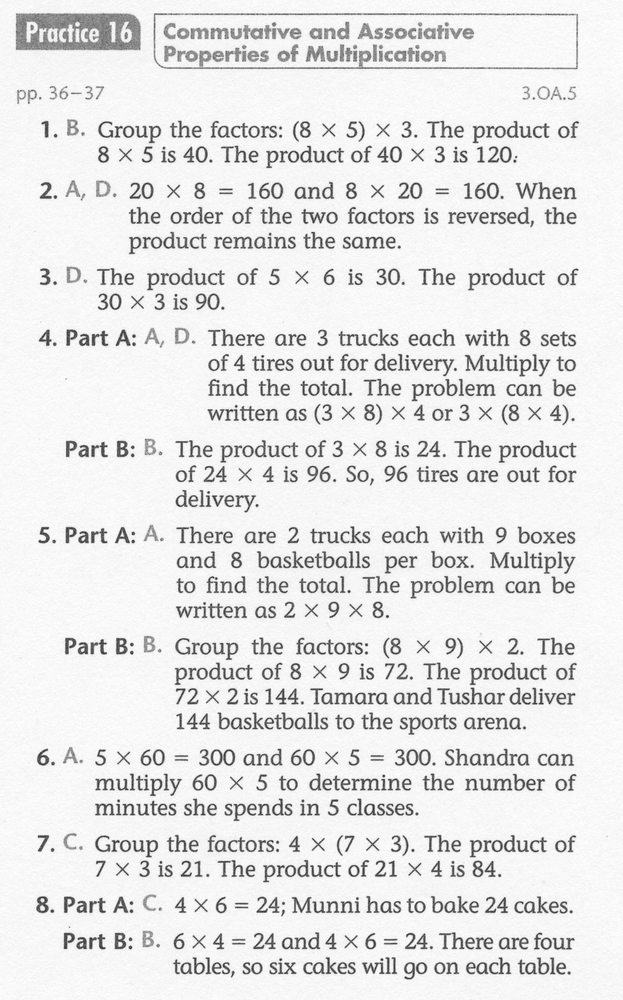 Practice 16
Commutative and Associative
Properties of Multiplication
pp. 36–37 3.OA.5
1. B. Group the factors: (8 × 5) × 3. The product of
8 × 5 is 40. The product of 40 × 3 is 120.
2. A, D. 20 × 8 = 160 and 8 × 20 = 160. When
the order of the two factors is reversed, the
product remains the same.
3. D. The product of 5 × 6 is 30. The product of
30 × 3 is 90.
4. Part A: A, D. There are 3 trucks each with 8 sets
of 4 tires out for delivery. Multiply to
find the total. The problem can be
written as (3 × 8) × 4 or 3 × (8 × 4).
Part B: B. The product of 3 × 8 is 24. The product
of 24 × 4 is 96. So, 96 tires are out for
delivery.
5. Part A: A. There are 2 trucks each with 9 boxes
and 8 basketballs per box. Multiply
to find the total. The problem can be
written as 2 × 9 × 8.
Part B: B. Group the factors: (8 × 9) × 2. The
product of 8 × 9 is 72. The product of
72 × 2 is 144. Tamara and Tushar deliver
144 basketballs to the sports arena.
6. A. 5 × 60 = 300 and 60 × 5 = 300. Shandra can
multiply 60 × 5 to determine the number of
minutes she spends in 5 classes.
7. C. Group the factors: 4 × (7 × 3). The product of
7 × 3 is 21. The product of 21 × 4 is 84.
8. Part A: C. 4 × 6 = 24; Munni has to bake 24 cakes.
Part B: B. 6 × 4 = 24 and 4 × 6 = 24. There are four
tables, so six cakes will go on each table.